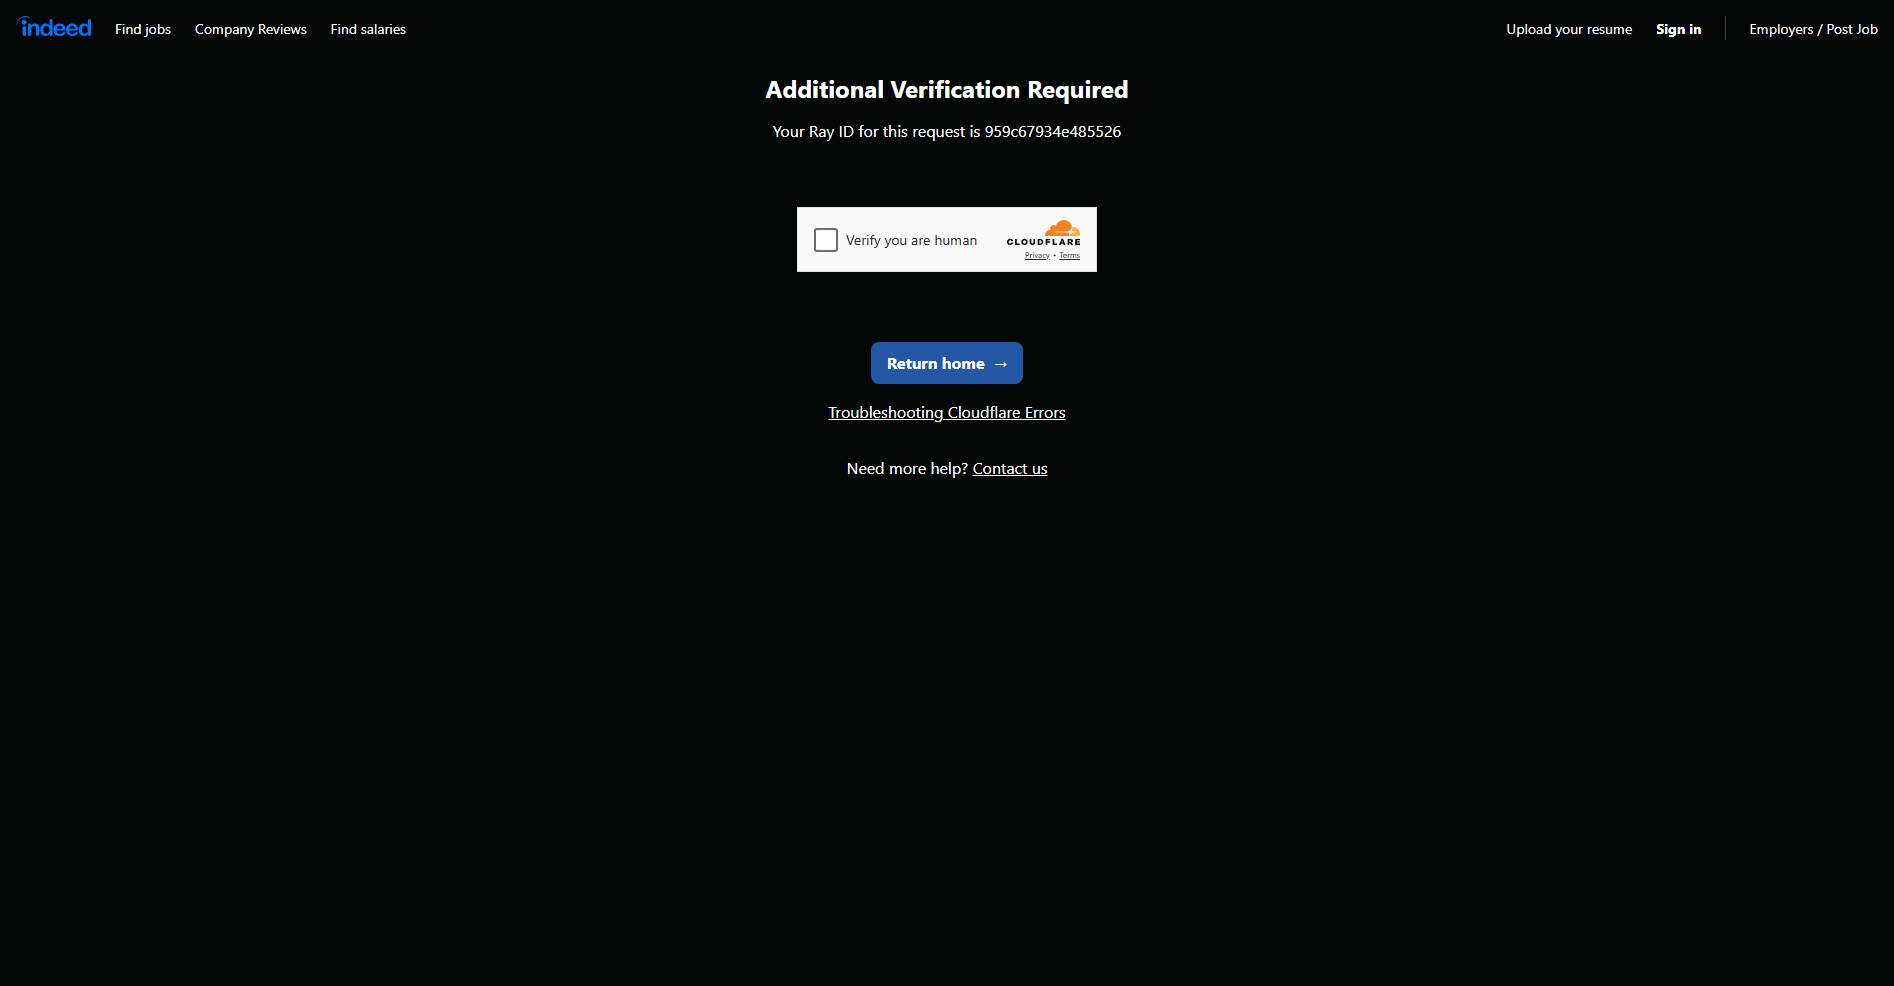 indeed Find jobs Company Reviews Find salaries Upload your resume Sign in Employers / Post Job
Additional Verification Required
Your Ray ID for this request is 959c67934e485526
Verify you are human
CLOUDFLARE
Privacy • Terms
Return home →
Troubleshooting Cloudflare Errors
Need more help? Contact us